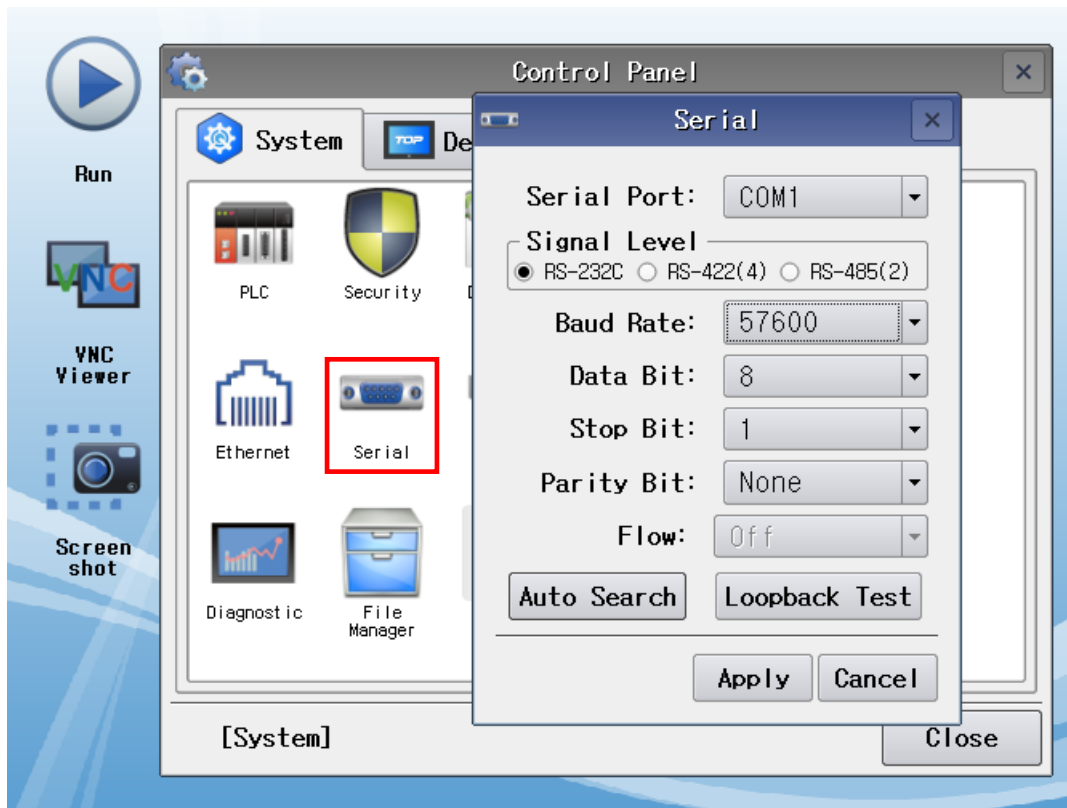 Run
VNC
VNC
Viewer
Screen
shot
Control Panel
System
TOP
De
PLC
Security
Ethernet
Serial
Diagnostic
File
Manager
[System]
Close
Serial
Serial Port: COM1
Signal Level
RS-232C RS-422(4) RS-485(2)
Baud Rate: 57600
Data Bit: 8
Stop Bit: 1
Parity Bit: None
Flow: Off
Auto Search Loopback Test
Apply Cancel